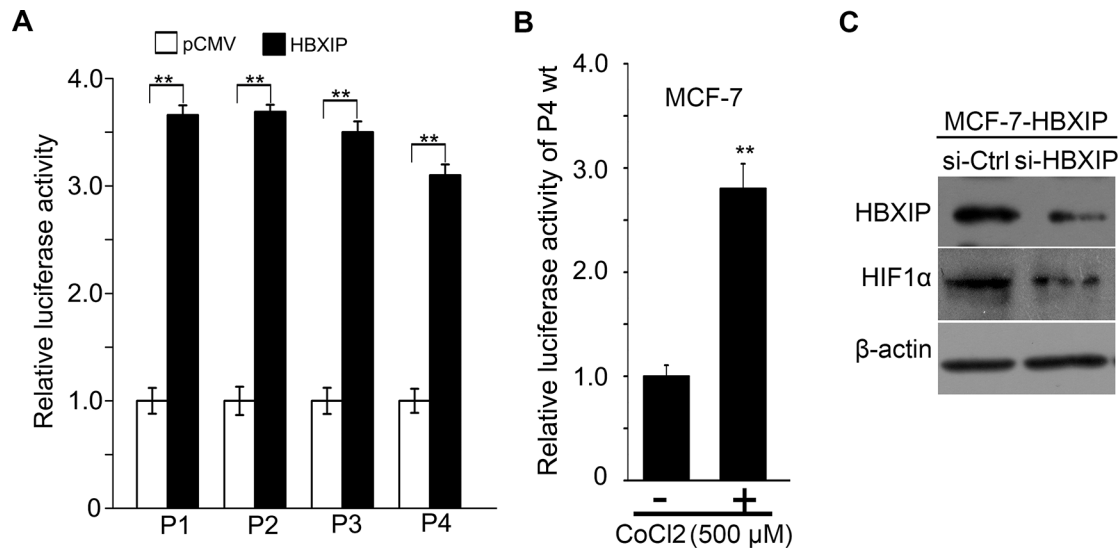 A
pCMV
HBXIP
Relative luciferase activity
4.0
3.0
2.0
1.0
0
**
**
**
**
P1 P2 P3 P4
B
Relative luciferase activity of P4 wt
4.0
3.0
2.0
1.0
0
MCF-7
**
- +
CoCl2 (500 µM)
C
MCF-7-HBXIP
si-Ctrl si-HBXIP
HBXIP
HIF1α
β-actin